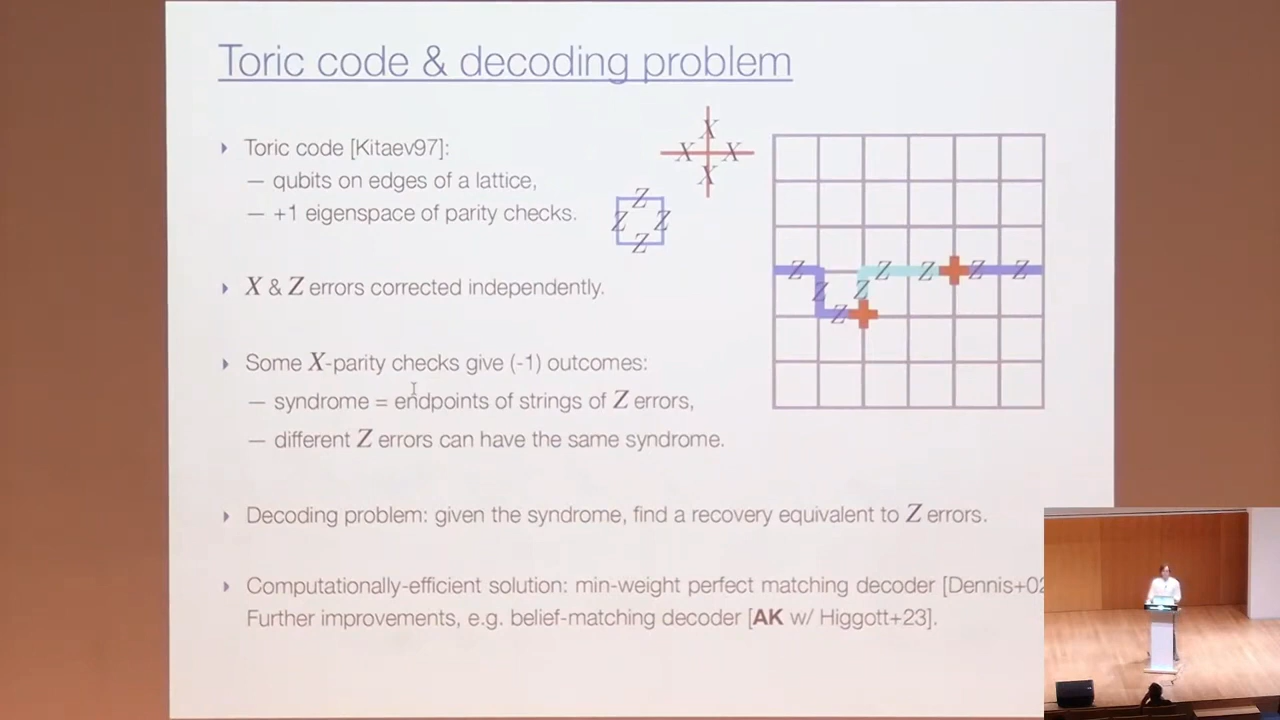 Toric code & decoding problem
‣ Toric code [Kitaev97]:
— qubits on edges of a lattice,
— +1 eigenspace of parity checks.
X
X X
X
Z
Z Z
Z
‣ X & Z errors corrected independently.
‣ Some X-parity checks give (-1) outcomes:
— syndrome = endpoints of strings of Z errors,
— different Z errors can have the same syndrome.
Z Z Z Z Z
Z Z
Z
‣ Decoding problem: given the syndrome, find a recovery equivalent to Z errors.
‣ Computationally-efficient solution: min-weight perfect matching decoder [Dennis+02
Further improvements, e.g. belief-matching decoder [AK w/ Higgott+23].